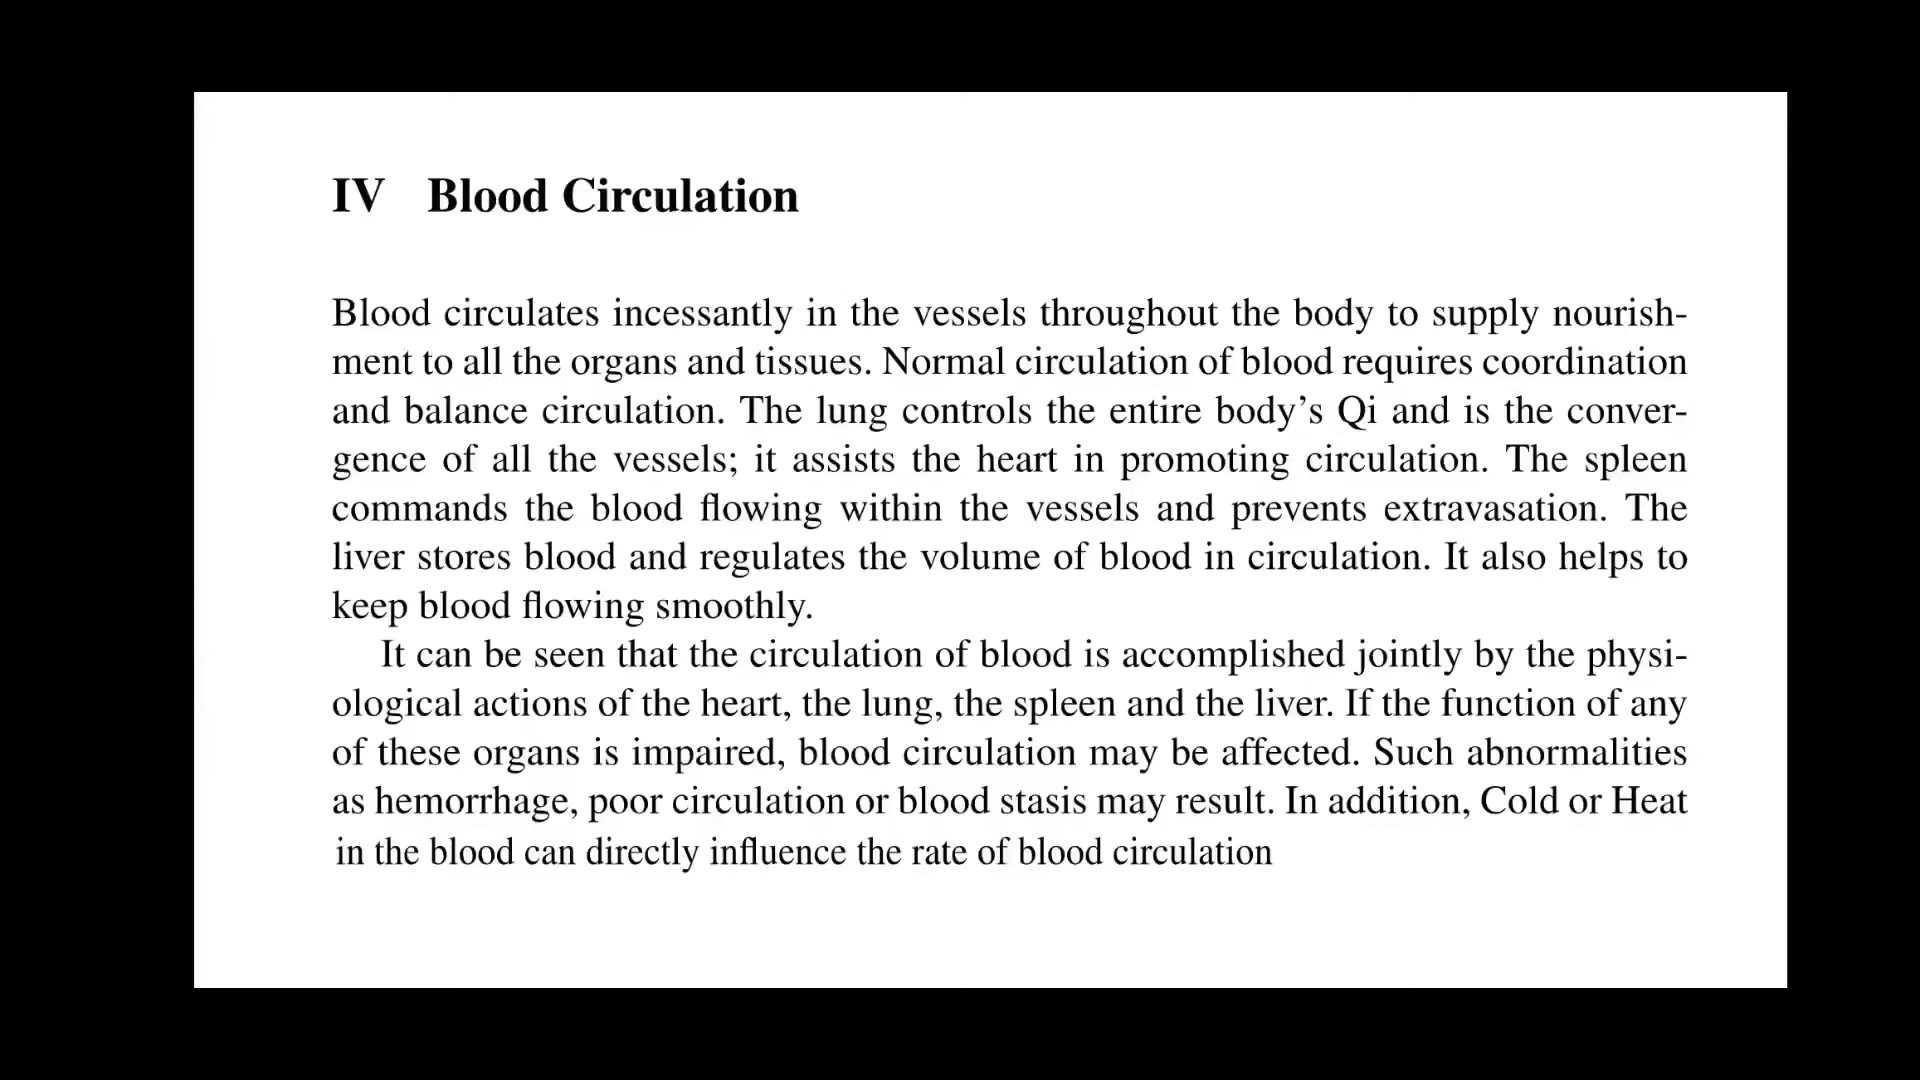 IV Blood Circulation
Blood circulates incessantly in the vessels throughout the body to supply nourish-
ment to all the organs and tissues. Normal circulation of blood requires coordination
and balance circulation. The lung controls the entire body’s Qi and is the conver-
gence of all the vessels; it assists the heart in promoting circulation. The spleen
commands the blood flowing within the vessels and prevents extravasation. The
liver stores blood and regulates the volume of blood in circulation. It also helps to
keep blood flowing smoothly.
It can be seen that the circulation of blood is accomplished jointly by the physi-
ological actions of the heart, the lung, the spleen and the liver. If the function of any
of these organs is impaired, blood circulation may be affected. Such abnormalities
as hemorrhage, poor circulation or blood stasis may result. In addition, Cold or Heat
in the blood can directly influence the rate of blood circulation